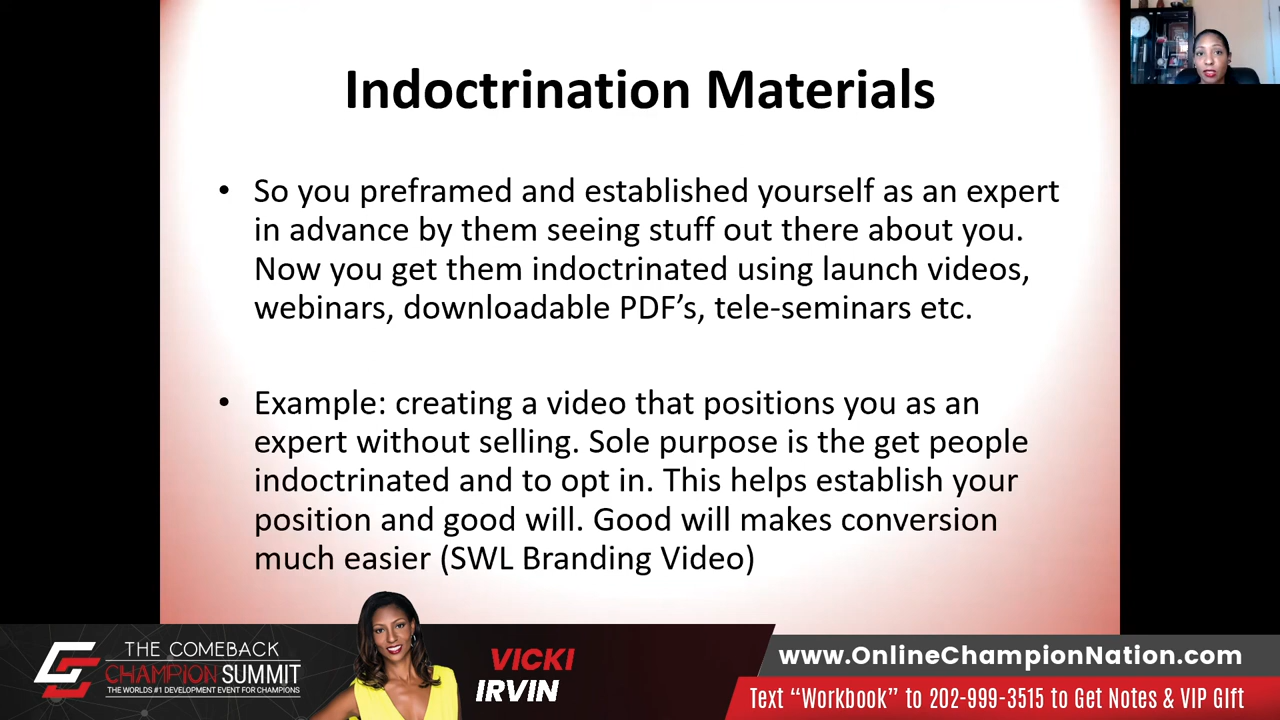 Indoctrination Materials
• So you preframed and established yourself as an expert
in advance by them seeing stuff out there about you.
Now you get them indoctrinated using launch videos,
webinars, downloadable PDF’s, tele-seminars etc.
• Example: creating a video that positions you as an
expert without selling. Sole purpose is the get people
indoctrinated and to opt in. This helps establish your
position and good will. Good will makes conversion
much easier (SWL Branding Video)
THE COMEBACK
CHAMPION SUMMIT
THE WORLDS #1 DEVELOPMENT EVENT FOR CHAMPIONS
VICKI
IRVIN
www.OnlineChampionNation.com
Text “Workbook” to 202-999-3515 to Get Notes & VIP GIft